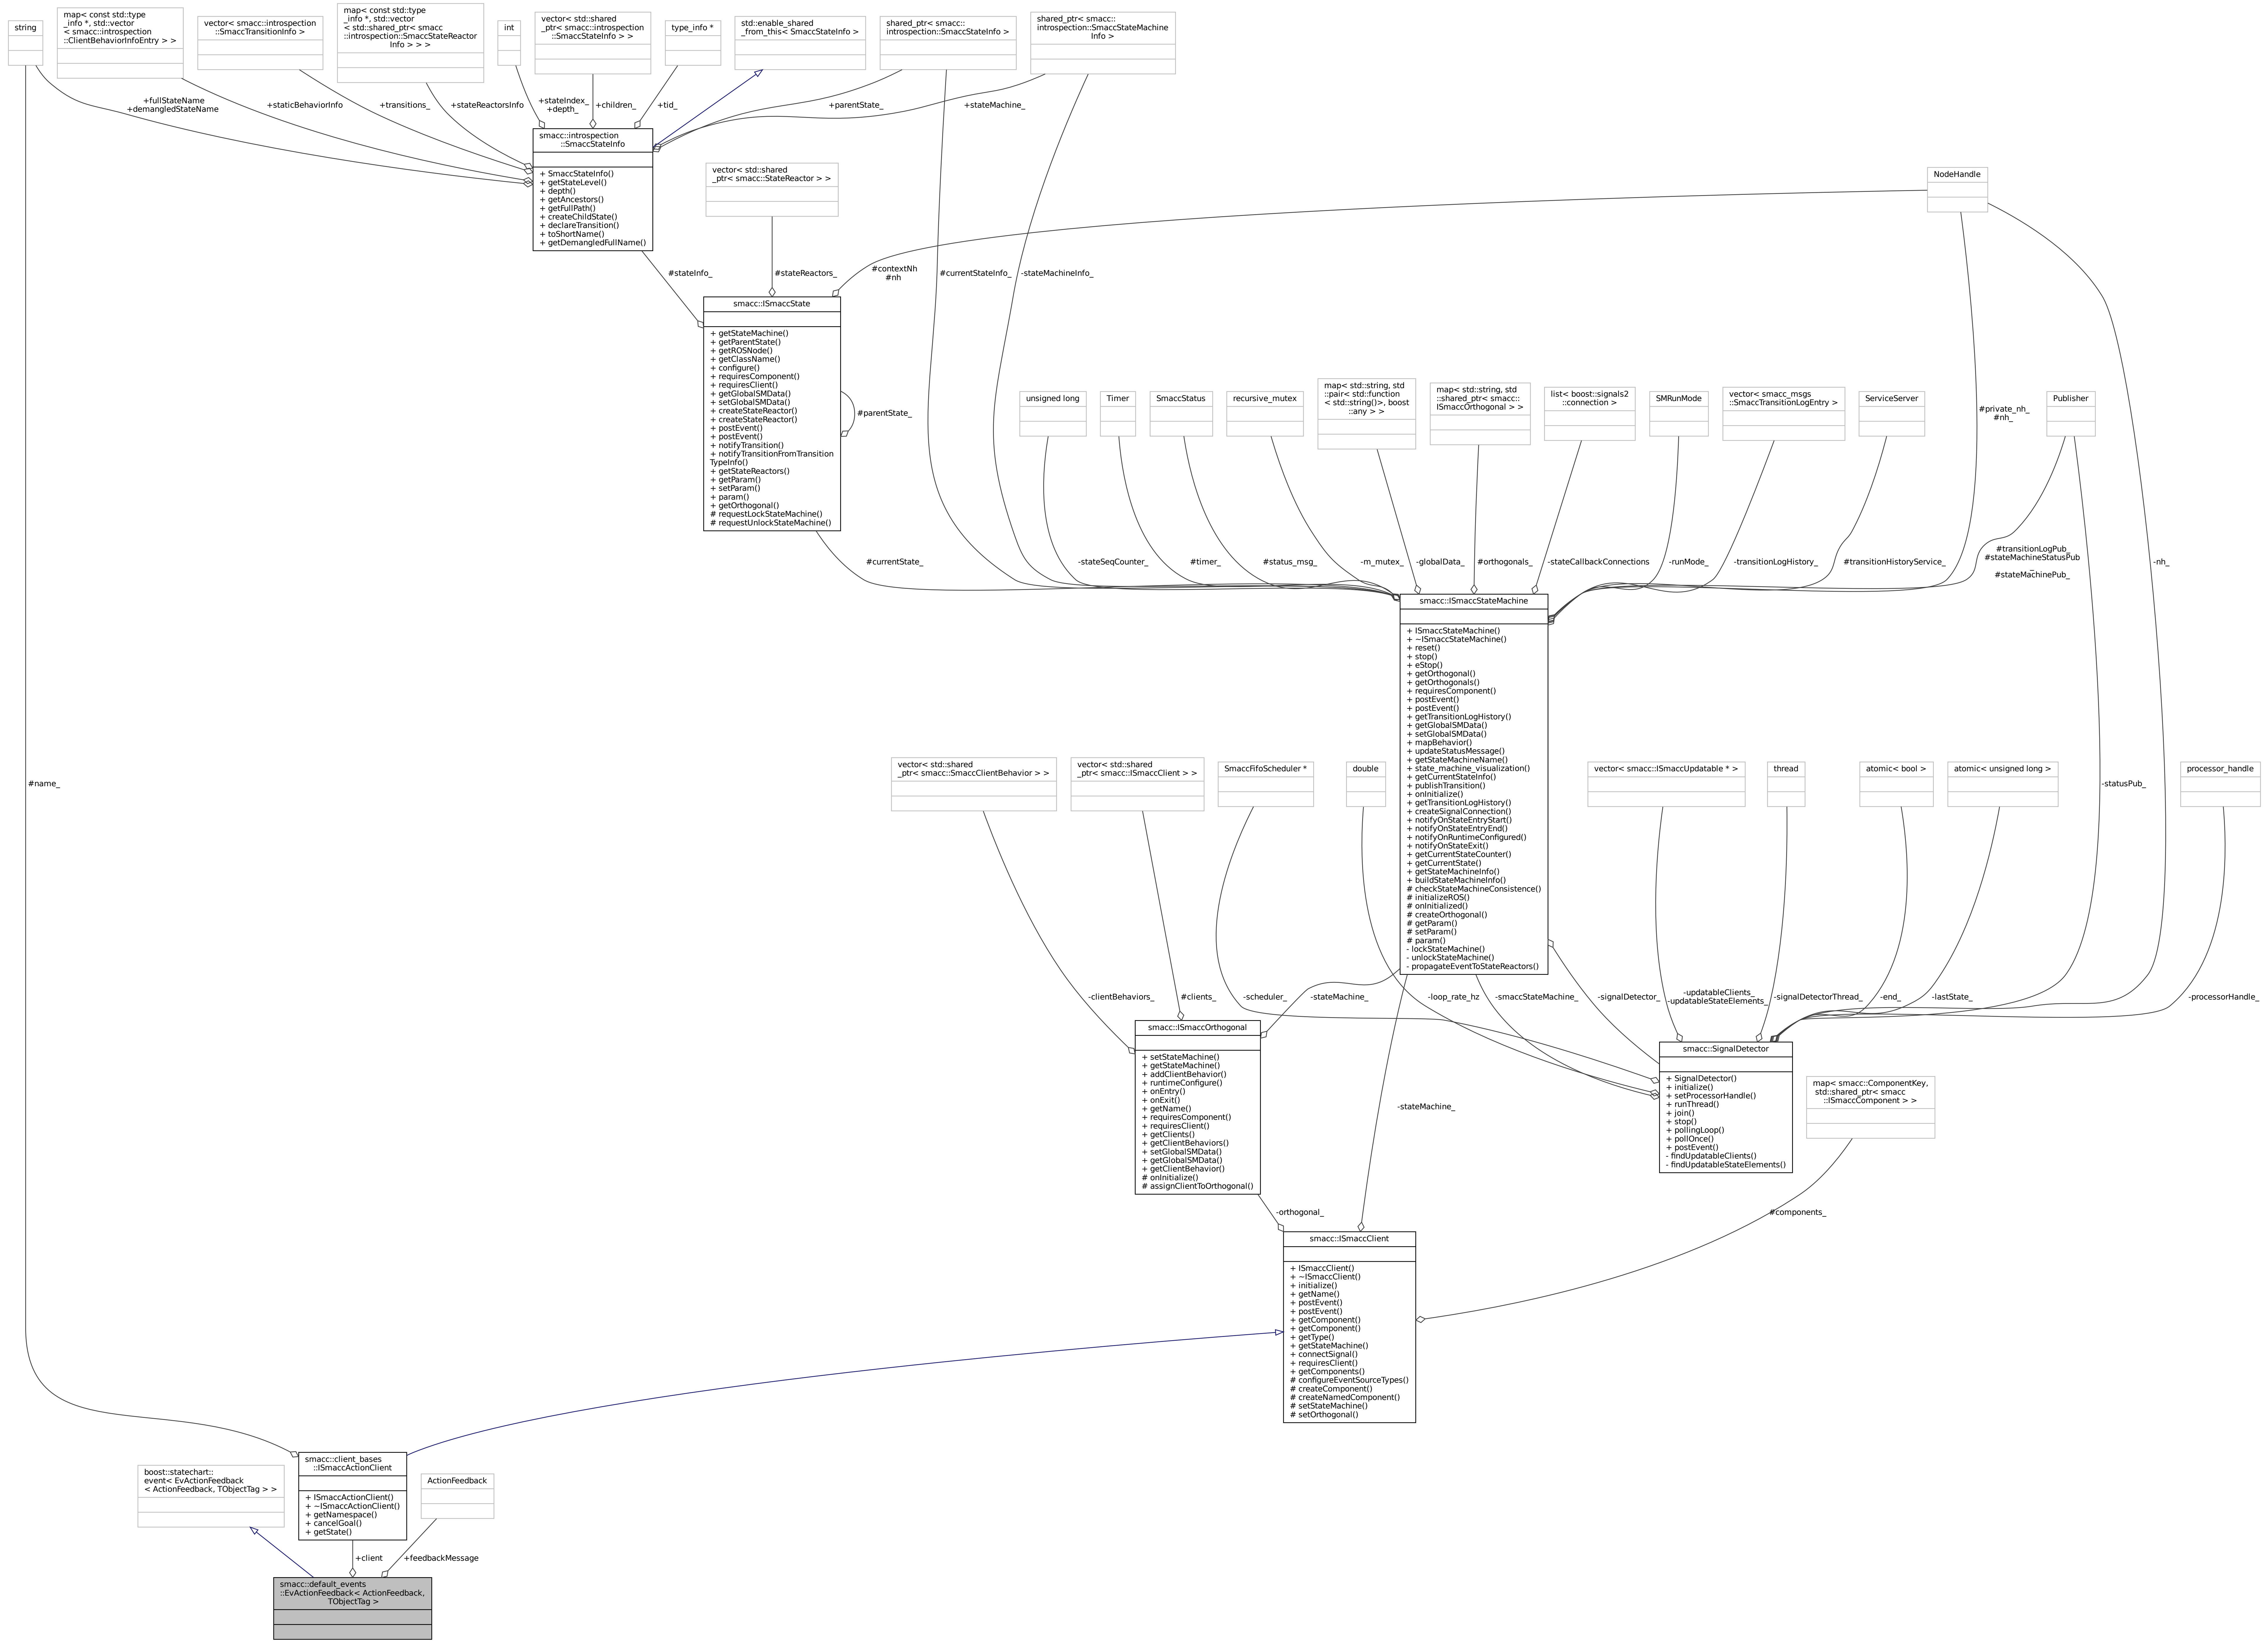 string
map< const std::type
_info *, std::vector
< smacc::introspection
::ClientBehaviorInfoEntry > >
vector< smacc::introspection
::SmaccTransitionInfo >
map< const std::type
_info *, std::vector
< std::shared_ptr< smacc
::introspection::SmaccStateReactor
Info > > >
int
vector< std::shared
_ptr< smacc::introspection
::SmaccStateInfo > >
type_info *
std::enable_shared
_from_this< SmaccStateInfo >
shared_ptr< smacc::
introspection::SmaccStateInfo >
shared_ptr< smacc::
introspection::SmaccStateMachine
Info >
+fullStateName
+demangledStateName
+staticBehaviorInfo
+transitions_
+stateReactorsInfo
+stateIndex_
+depth_
+children_
+tid_
+parentState_
+stateMachine_
smacc::introspection
::SmaccStateInfo
+ SmaccStateInfo()
+ getStateLevel()
+ depth()
+ getAncestors()
+ getFullPath()
+ createChildState()
+ declareTransition()
+ toShortName()
+ getDemangledFullName()
vector< std::shared
_ptr< smacc::StateReactor > >
NodeHandle
#stateInfo_
#stateReactors_
#contextNh
#nh
#currentStateInfo_
-stateMachineInfo_
smacc::ISmaccState
+ getStateMachine()
+ getParentState()
+ getROSNode()
+ getClassName()
+ configure()
+ requiresComponent()
+ requiresClient()
+ getGlobalSMData()
+ setGlobalSMData()
+ createStateReactor()
+ createStateReactor()
+ postEvent()
+ postEvent()
+ notifyTransition()
+ notifyTransitionFromTransition
TypeInfo()
+ getStateReactors()
+ getParam()
+ setParam()
+ param()
+ getOrthogonal()
# requestLockStateMachine()
# requestUnlockStateMachine()
#parentState_
unsigned long
Timer
SmaccStatus
recursive_mutex
map< std::string, std
::pair< std::function
< std::string()>, boost
::any > >
map< std::string, std
::shared_ptr< smacc::
ISmaccOrthogonal > >
list< boost::signals2
::connection >
SMRunMode
vector< smacc_msgs
::SmaccTransitionLogEntry >
ServiceServer
#private_nh_
#nh_
Publisher
#currentState_
-stateSeqCounter_
#timer_
#status_msg_
-m_mutex_
-globalData_
#orthogonals_
-stateCallbackConnections
-runMode_
-transitionLogHistory_
#transitionHistoryService_
#transitionLogPub_
#stateMachineStatusPub
_
#stateMachinePub_
-nh_
smacc::ISmaccStateMachine
+ ISmaccStateMachine()
+ ~ISmaccStateMachine()
+ reset()
+ stop()
+ eStop()
+ getOrthogonal()
+ getOrthogonals()
+ requiresComponent()
+ postEvent()
+ postEvent()
+ getTransitionLogHistory()
+ getGlobalSMData()
+ setGlobalSMData()
+ mapBehavior()
+ updateStatusMessage()
+ getStateMachineName()
+ state_machine_visualization()
+ getCurrentStateInfo()
+ publishTransition()
+ onInitialize()
+ getTransitionLogHistory()
+ createSignalConnection()
+ notifyOnStateEntryStart()
+ notifyOnStateEntryEnd()
+ notifyOnRuntimeConfigured()
+ notifyOnStateExit()
+ getCurrentStateCounter()
+ getCurrentState()
+ getStateMachineInfo()
+ buildStateMachineInfo()
# checkStateMachineConsistence()
# initializeROS()
# onInitialized()
# createOrthogonal()
# getParam()
# setParam()
# param()
- lockStateMachine()
- unlockStateMachine()
- propagateEventToStateReactors()
#name_
vector< std::shared
_ptr< smacc::SmaccClientBehavior > >
vector< std::shared
_ptr< smacc::ISmaccClient > >
SmaccFifoScheduler *
double
vector< smacc::ISmaccUpdatable * >
thread
atomic< bool >
atomic< unsigned long >
-statusPub_
processor_handle
-clientBehaviors_
#clients_
-scheduler_
-stateMachine_
-loop_rate_hz
-smaccStateMachine_
-signalDetector_
-updatableClients_
-updatableStateElements_
-signalDetectorThread_
-end_
-lastState_
-processorHandle_
smacc::ISmaccOrthogonal
+ setStateMachine()
+ getStateMachine()
+ addClientBehavior()
+ runtimeConfigure()
+ onEntry()
+ onExit()
+ getName()
+ requiresComponent()
+ requiresClient()
+ getClients()
+ getClientBehaviors()
+ setGlobalSMData()
+ getGlobalSMData()
+ getClientBehavior()
# onInitialize()
# assignClientToOrthogonal()
smacc::SignalDetector
+ SignalDetector()
+ initialize()
+ setProcessorHandle()
+ runThread()
+ join()
+ stop()
+ pollingLoop()
+ pollOnce()
+ postEvent()
- findUpdatableClients()
- findUpdatableStateElements()
map< smacc::ComponentKey,
std::shared_ptr< smacc
::ISmaccComponent > >
-stateMachine_
-orthogonal_
#components_
smacc::ISmaccClient
+ ISmaccClient()
+ ~ISmaccClient()
+ initialize()
+ getName()
+ postEvent()
+ postEvent()
+ getComponent()
+ getComponent()
+ getType()
+ getStateMachine()
+ connectSignal()
+ requiresClient()
+ getComponents()
# configureEventSourceTypes()
# createComponent()
# createNamedComponent()
# setStateMachine()
# setOrthogonal()
boost::statechart::
event< EvActionFeedback
< ActionFeedback, TObjectTag > >
smacc::client_bases
::ISmaccActionClient
+ ISmaccActionClient()
+ ~ISmaccActionClient()
+ getNamespace()
+ cancelGoal()
+ getState()
ActionFeedback
+client
+feedbackMessage
smacc::default_events
::EvActionFeedback< ActionFeedback,
TObjectTag >